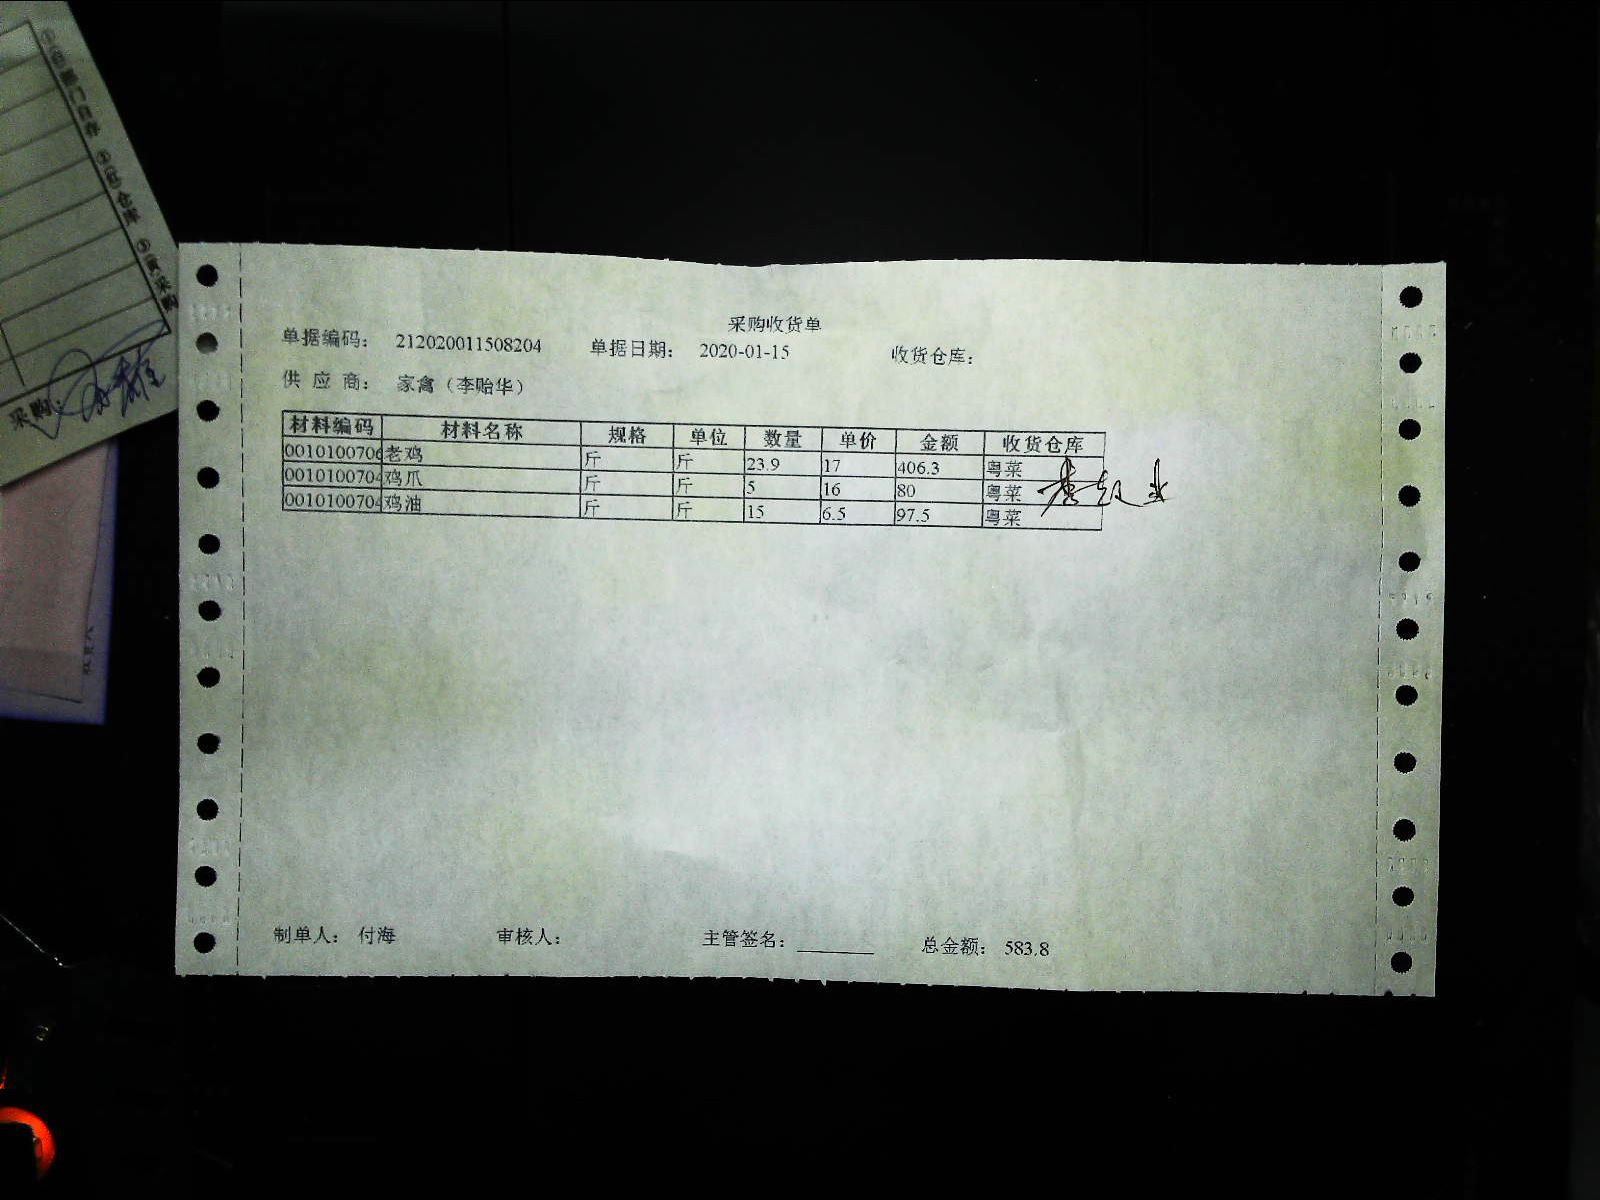 采购收货单
单据编码： 212020011508204 单据日期： 2020-01-15 收货仓库：
供 应 商： 家禽（李贻华）
材料编码 材料名称 规格 单位 数量 单价 金额 收货仓库
0010100706 老鸡 斤 斤 23.9 17 406.3 粤菜
0010100704 鸡爪 斤 斤 5 16 80 粤菜
0010100704 鸡油 斤 斤 15 6.5 97.5 粤菜
制单人： 付海 审核人： 主管签名： 总金额： 583.8
采购：